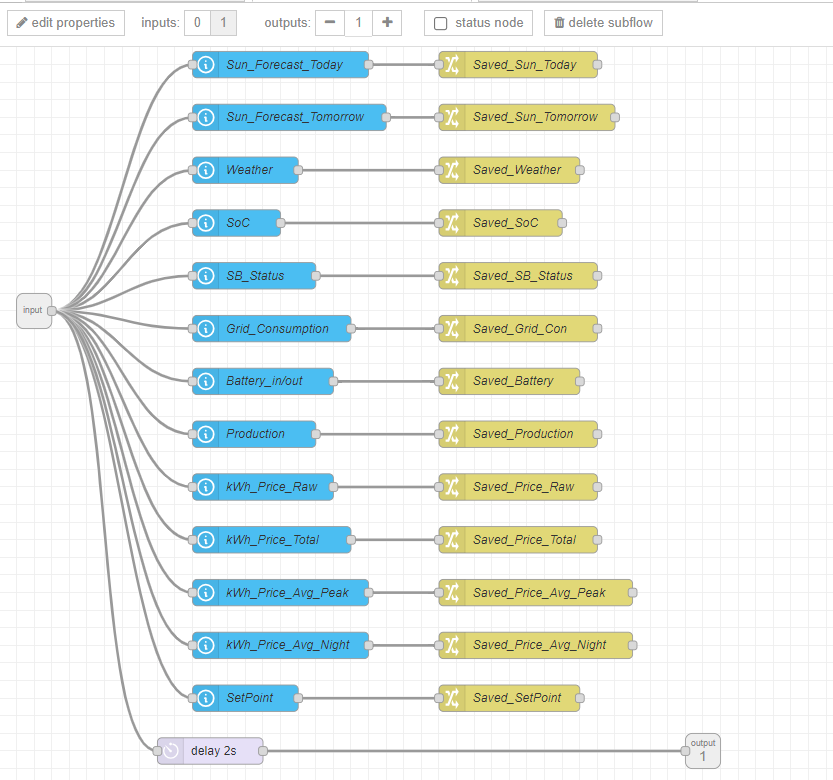 edit properties inputs: 0 1 outputs: 1 status node delete subflow
Sun_Forecast_Today Saved_Sun_Today
Sun_Forecast_Tomorrow Saved_Sun_Tomorrow
Weather Saved_Weather
SoC Saved_SoC
SB_Status Saved_SB_Status
input
Grid_Consumption Saved_Grid_Con
Battery_in/out Saved_Battery
Production Saved_Production
kWh_Price_Raw Saved_Price_Raw
kWh_Price_Total Saved_Price_Total
kWh_Price_Avg_Peak Saved_Price_Avg_Peak
kWh_Price_Avg_Night Saved_Price_Avg_Night
SetPoint Saved_SetPoint
delay 2s
output
1